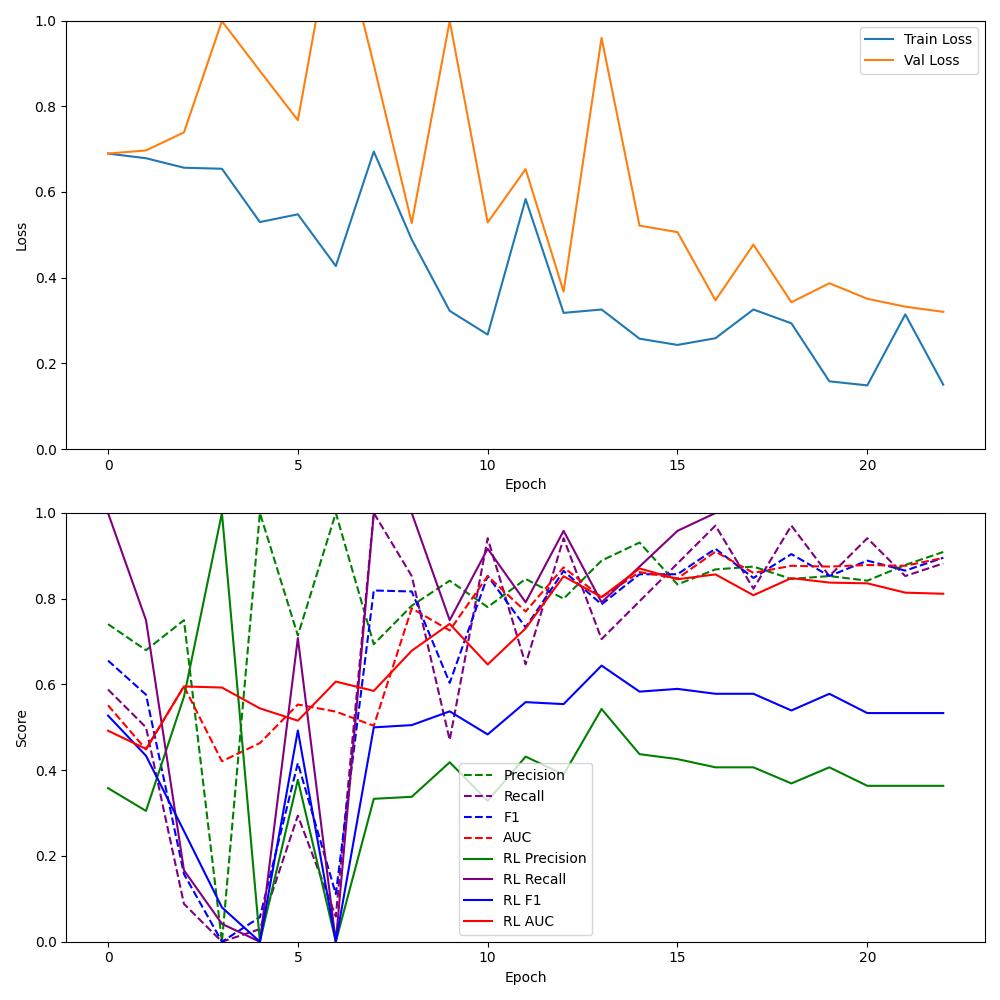 1.0
0.8
0.6
0.4
0.2
0.0
Loss
Train Loss
Val Loss
0 5 10 15 20
Epoch
1.0
0.8
0.6
0.4
0.2
0.0
Score
Precision
Recall
F1
AUC
RL Precision
RL Recall
RL F1
RL AUC
0 5 10 15 20
Epoch